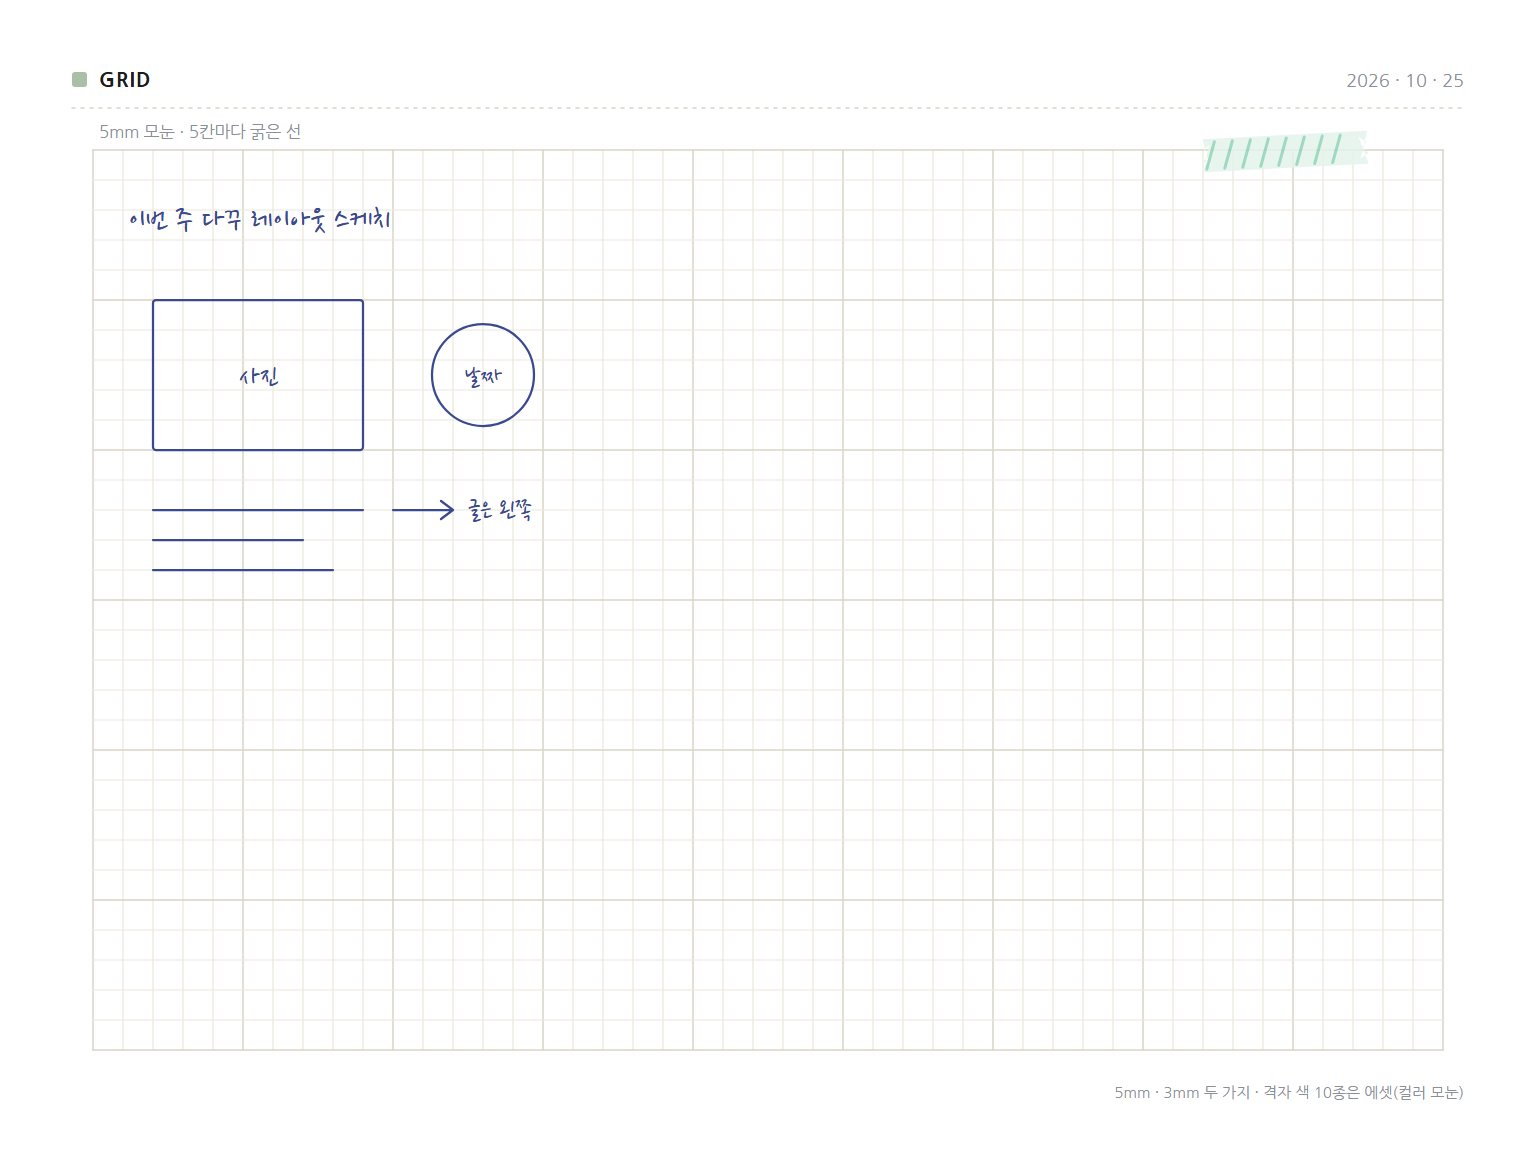 GRID
2026 · 10 · 25
5mm 모눈 · 5칸마다 굵은 선
이번 주 다꾸 레이아웃 스케치
사진
날짜
글은 왼쪽
5mm · 3mm 두 가지 · 격자 색 10종은 에셋(컬러 모눈)